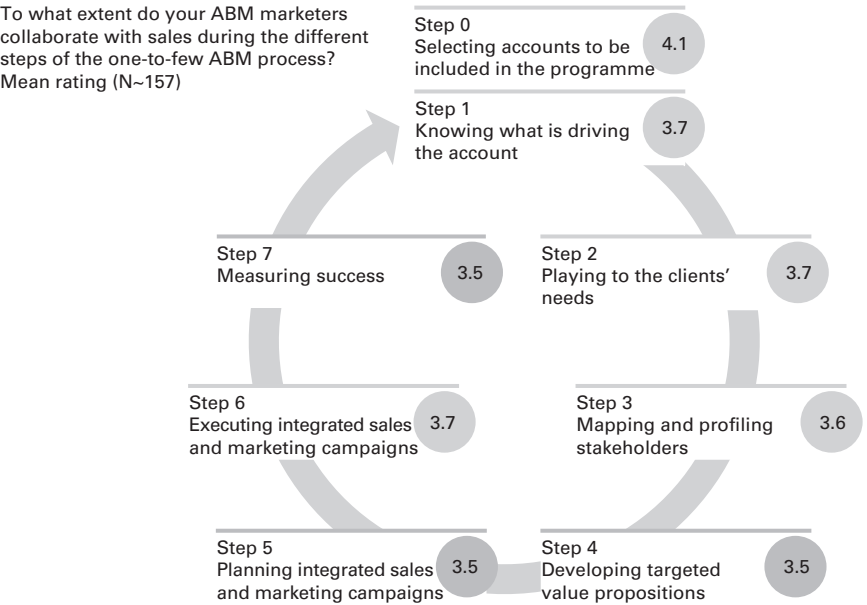 To what extent do your ABM marketers
collaborate with sales during the different
steps of the one-to-few ABM process?
Mean rating (N~157)
Step 0
Selecting accounts to be
included in the programme
4.1
Step 1
Knowing what is driving
the account
3.7
Step 2
Playing to the clients’
needs
3.7
Step 3
Mapping and profiling
stakeholders
3.6
Step 4
Developing targeted
value propositions
3.5
Step 5
Planning integrated sales
and marketing campaigns
3.5
Step 6
Executing integrated sales
and marketing campaigns
3.7
Step 7
Measuring success
3.5